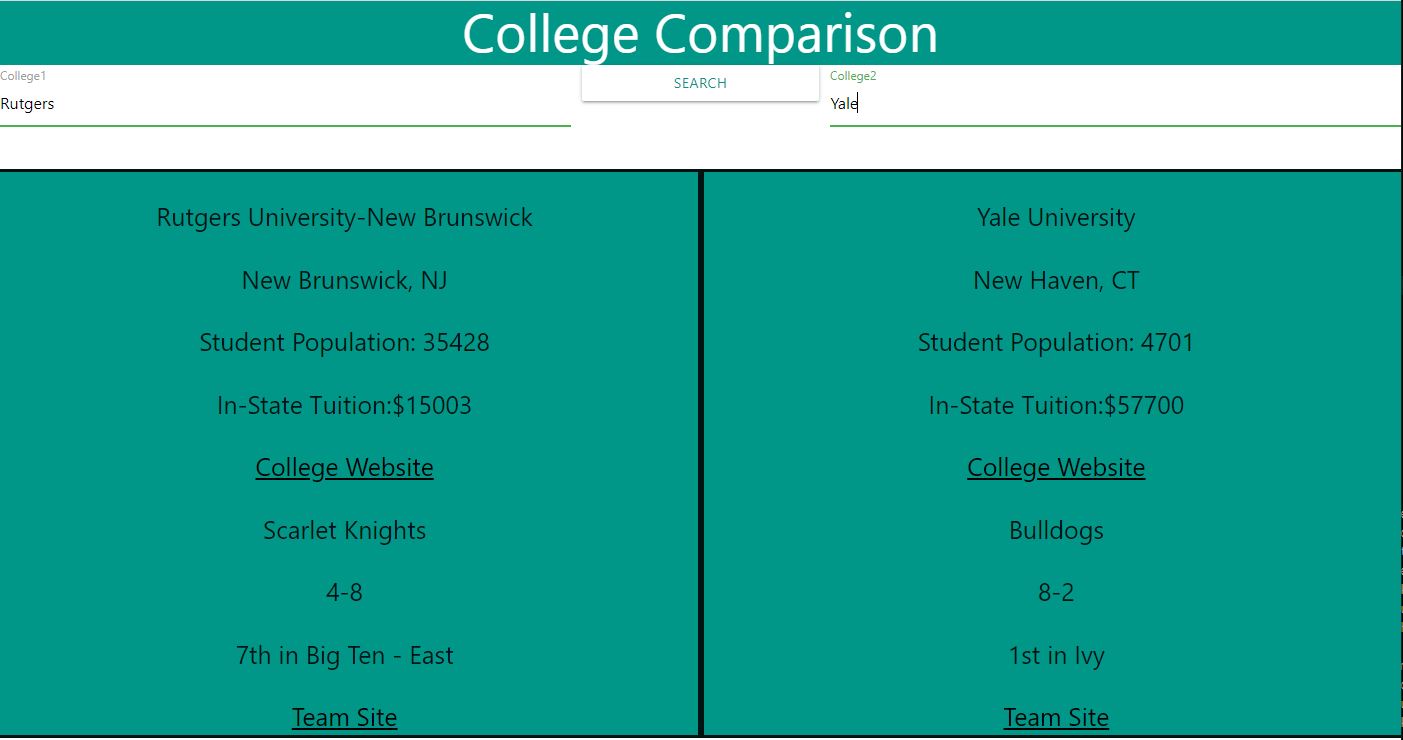 College Comparison
College1
SEARCH
College2
Rutgers
Yale
Rutgers University-New Brunswick
New Brunswick, NJ
Student Population: 35428
In-State Tuition:$15003
College Website
Scarlet Knights
4-8
7th in Big Ten - East
Team Site
Yale University
New Haven, CT
Student Population: 4701
In-State Tuition:$57700
College Website
Bulldogs
8-2
1st in Ivy
Team Site